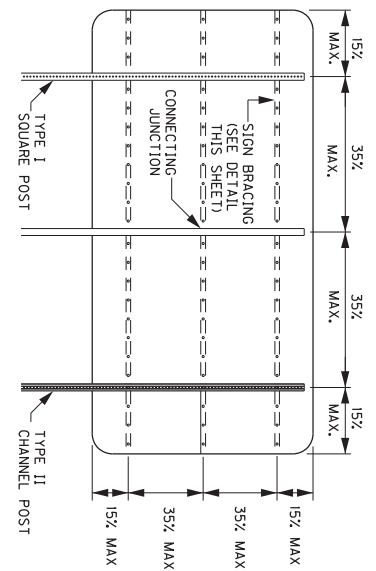 15%
MAX.
35%
MAX.
35%
MAX.
15%
MAX.
15% MAX
35% MAX
35% MAX
15% MAX
SIGN BRACING
(SEE DETAIL
THIS SHEET)
CONNECTING
JUNCTION
TYPE I
SQUARE POST
TYPE II
CHANNEL POST